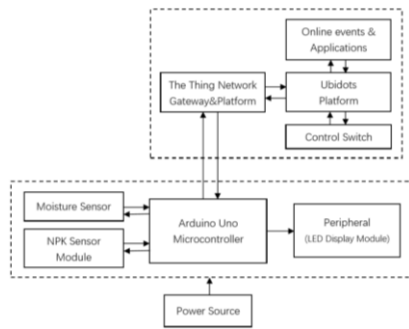 Online events &
Applications
The Thing Network
Gateway&Platform
Ubidots
Platform
Control Switch
Moisture Sensor
Arduino Uno
Microcontroller
Peripheral
(LED Display Module)
NPK Sensor
Module
Power Source